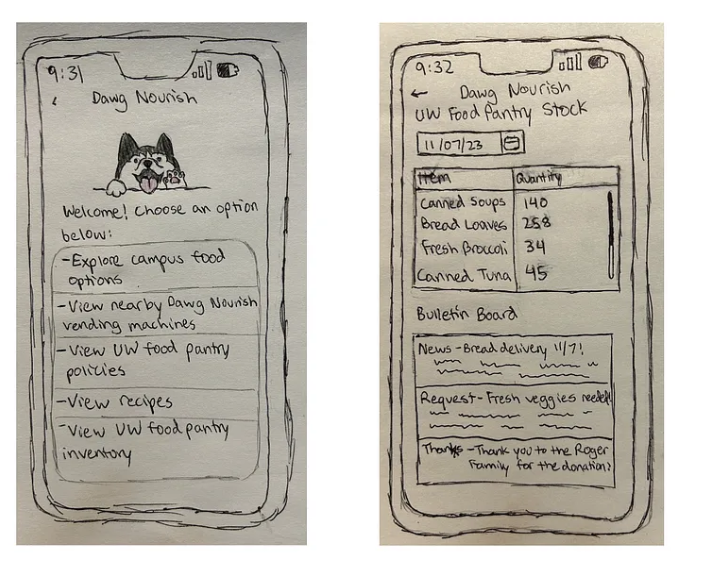 9:31
Dawg Nourish
Welcome! Choose an option
below:
-Explore campus food
options
-View nearby Dawg Nourish
vending machines
-View UW food pantry
policies
-View recipes
-View UW food pantry
inventory
9:32
Dawg Nourish
UW Food Pantry Stock
11/07/23
Item Quantity
Canned Soups 140
Bread Loaves 258
Fresh Broccoli 34
Canned Tuna 45
Bulletin Board
News - Bread delivery 11/7!
Request - Fresh veggies needed!
Thanks - Thank you to the Roger
Family for the donation!